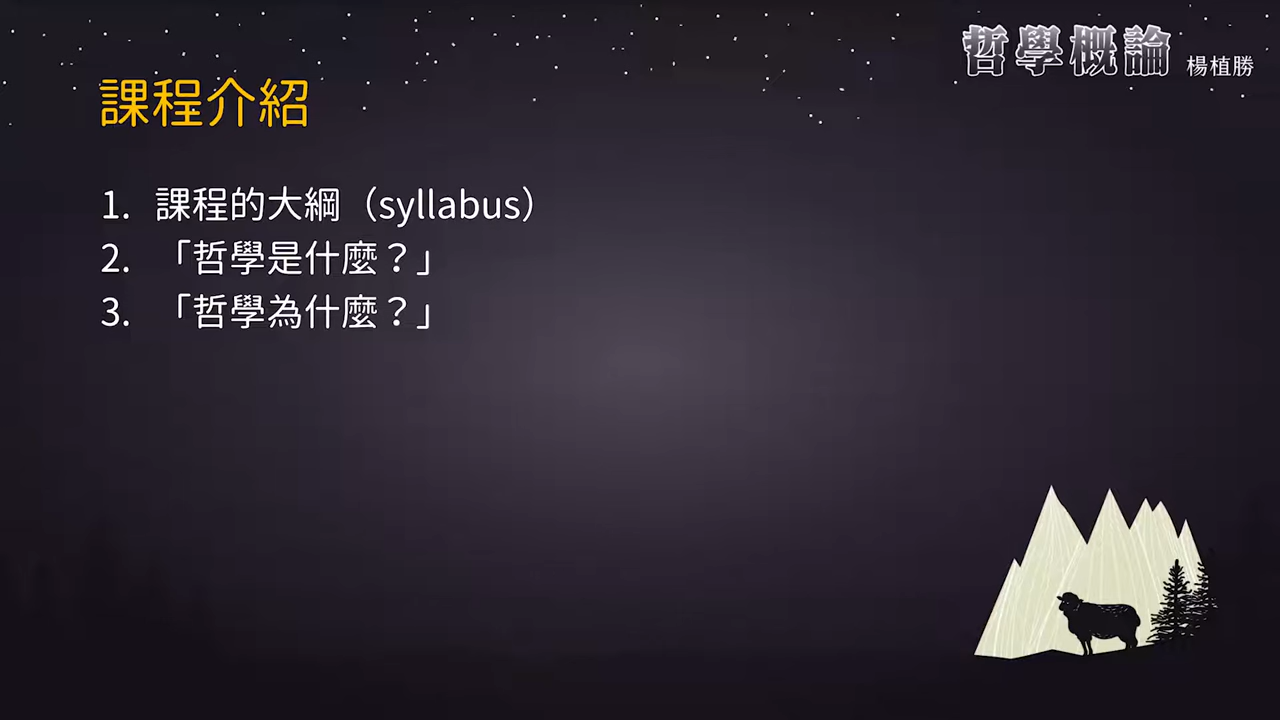 哲學概論 楊植勝
課程介紹
1. 課程的大綱（syllabus）
2. 「哲學是什麼？」
3. 「哲學為什麼？」